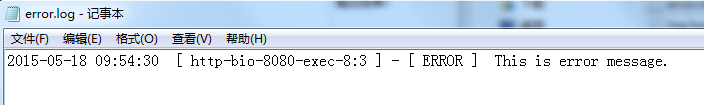 error.log - 记事本
文件(F) 编辑(E) 格式(O) 查看(V) 帮助(H)
2015-05-18 09:54:30  [ http-bio-8080-exec-8:3 ] - [ ERROR ]  This is error message.